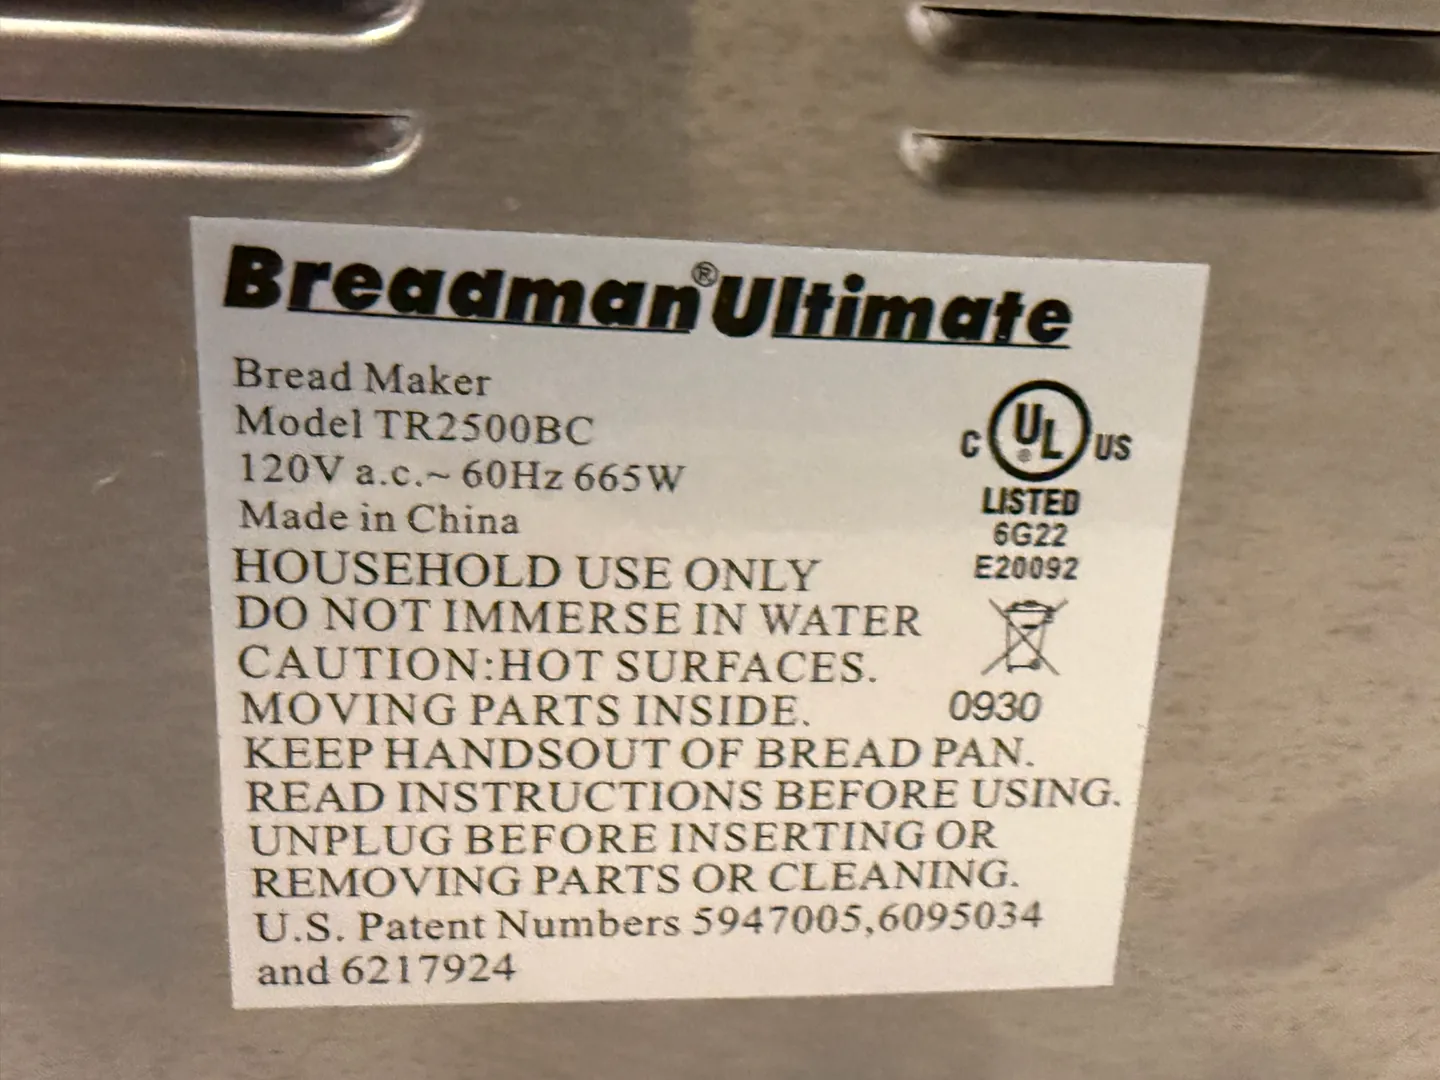 Breadman® Ultimate
Bread Maker
Model TR2500BC
120V a.c.~ 60Hz 665W
Made in China
HOUSEHOLD USE ONLY
DO NOT IMMERSE IN WATER
CAUTION:HOT SURFACES.
MOVING PARTS INSIDE.
KEEP HANDSOUT OF BREAD PAN.
READ INSTRUCTIONS BEFORE USING.
UNPLUG BEFORE INSERTING OR
REMOVING PARTS OR CLEANING.
U.S. Patent Numbers 5947005,6095034
and 6217924
C UL® US
LISTED
6G22
E20092
0930